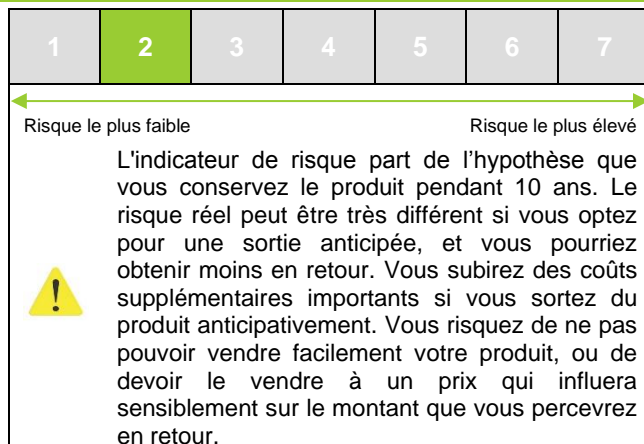 1 2 3 4 5 6 7
Risque le plus faible Risque le plus élevé
L'indicateur de risque part de l’hypothèse que
vous conservez le produit pendant 10 ans. Le
risque réel peut être très différent si vous optez
pour une sortie anticipée, et vous pourriez
obtenir moins en retour. Vous subirez des coûts
supplémentaires importants si vous sortez du
produit anticipativement. Vous risquez de ne pas
pouvoir vendre facilement votre produit, ou de
devoir le vendre à un prix qui influera
sensiblement sur le montant que vous percevrez
en retour.